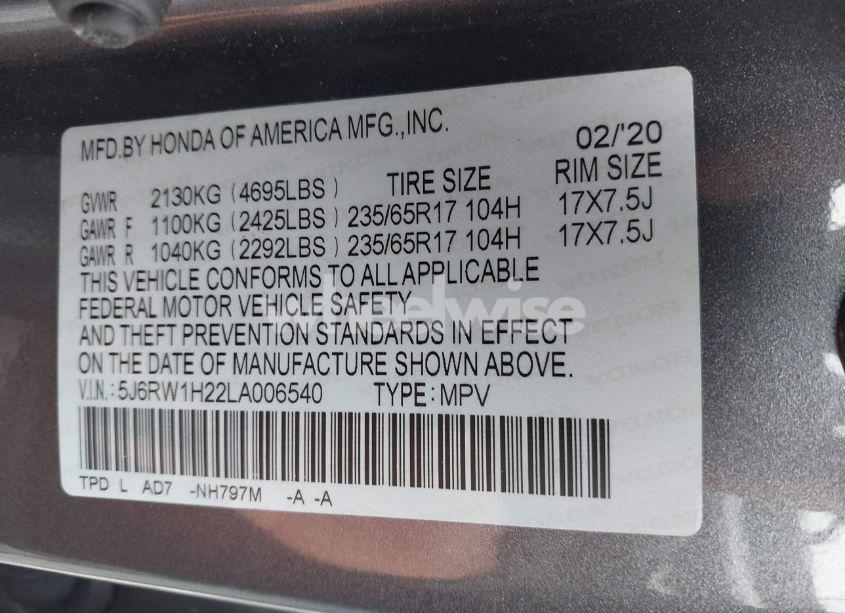 MFD.BY HONDA OF AMERICA MFG.,INC. 02/'20
GVWR 2130KG (4695LBS) TIRE SIZE RIM SIZE
GAWR F 1100KG (2425LBS) 235/65R17 104H 17X7.5J
GAWR R 1040KG (2292LBS) 235/65R17 104H 17X7.5J
THIS VEHICLE CONFORMS TO ALL APPLICABLE
FEDERAL MOTOR VEHICLE SAFETY
AND THEFT PREVENTION STANDARDS IN EFFECT
ON THE DATE OF MANUFACTURE SHOWN ABOVE.
V.I.N.: 5J6RW1H22LA006540 TYPE: MPV
TPD L AD7 -NH797M -A -A